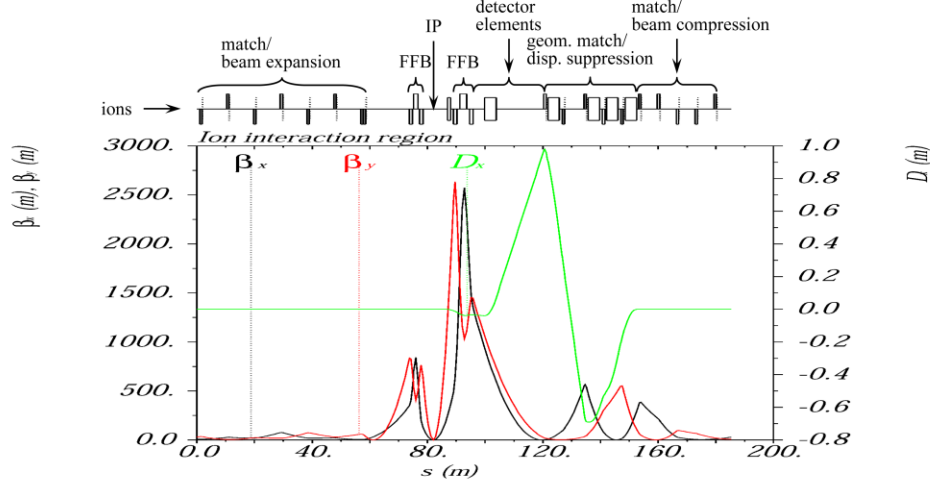 detector
elements
match/
beam compression
IP
geom. match/
disp. suppression
match/
beam expansion
FFB
FFB
ions
Ion interaction region
3000.
2500.
2000.
1500.
1000.
500.
0.0
βx
βy
Dx
1.0
0.8
0.6
0.4
0.2
0.0
-0.2
-0.4
-0.6
-0.8
0.0
40.
80.
120.
160.
200.
s (m)
βx (m), βy (m)
D (m)